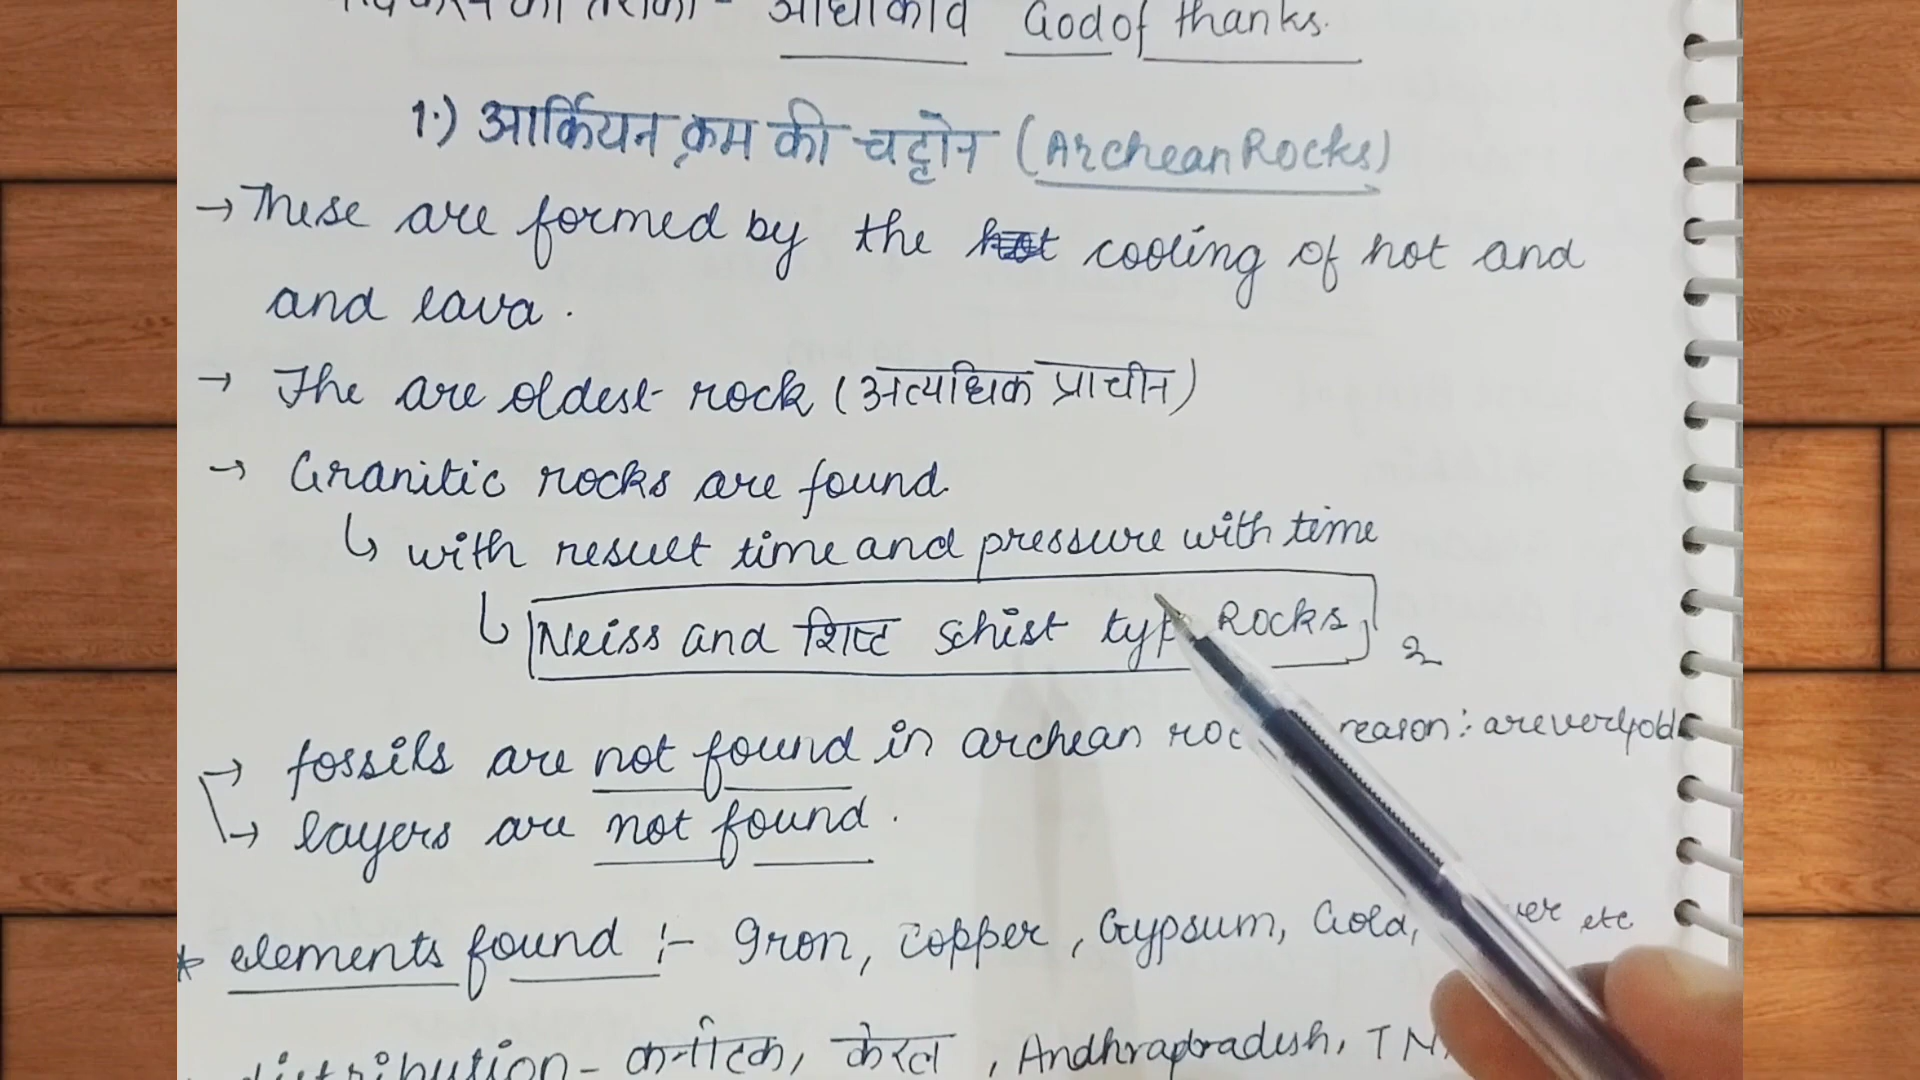 God of thanks.
1.) आर्कियन क्रम की चट्टाने (Archean Rocks)
→ These are formed by the cooling of hot and
and lava.
→ The are oldest rock (अत्यधिक प्राचीन)
→ Granitic rocks are found.
↳ with result time and pressure with time
↳ Neiss and शिष्ट schist type Rocks
→ fossils are not found in archean reason: are very old
→ layers are not found.
* elements found :- Iron, Copper, Gypsum, Gold, etc
distribution - कर्नाटक, केरल, Andhrapradesh, TN,